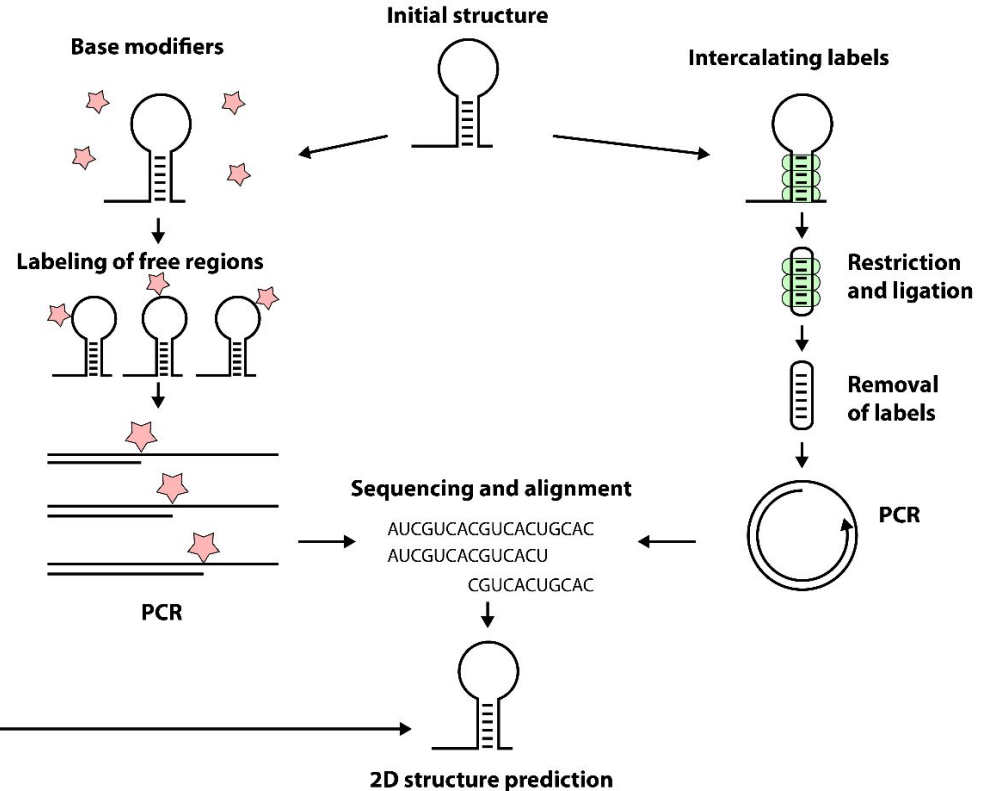 Initial structure
Base modifiers
Intercalating labels
Labeling of free regions
Restriction
and ligation
Removal
of labels
Sequencing and alignment
AUCGUCACGUCACUGCAC
AUCGUCACGUCACU
CGUCACUGCAC
PCR
PCR
2D structure prediction